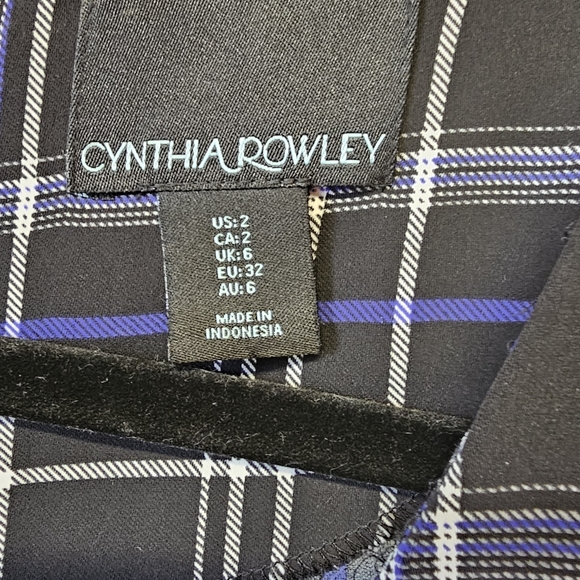 CYNTHIA ROWLEY
US: 2
CA: 2
UK: 6
EU: 32
AU: 6
MADE IN
INDONESIA